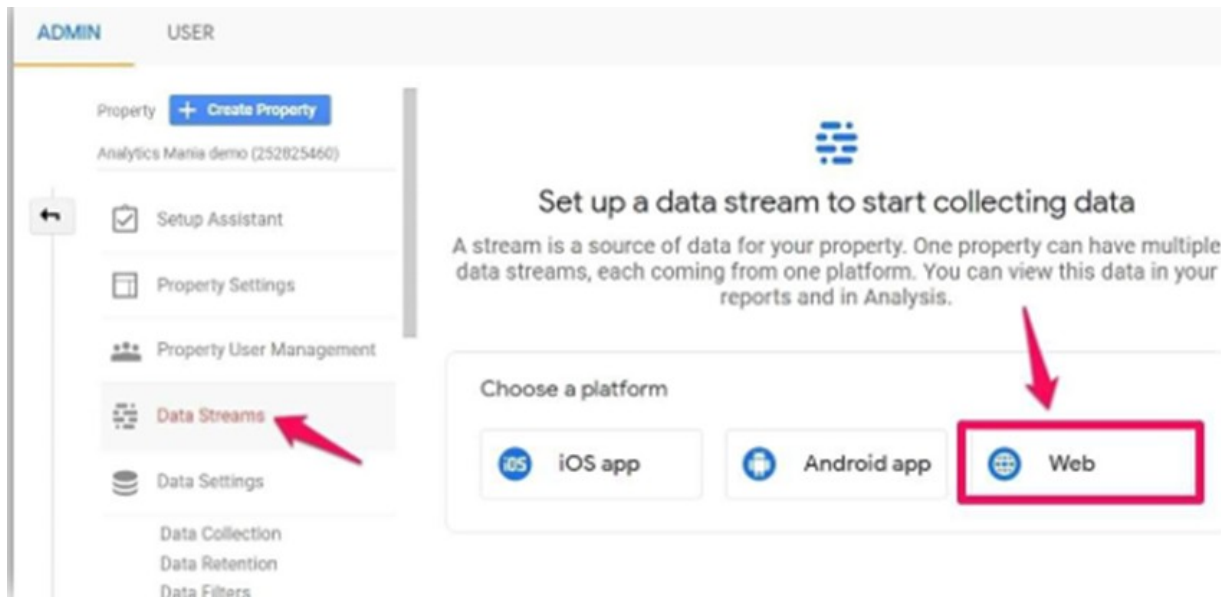 ADMIN USER
Property + Create Property
Analytics Mania demo (252825460)
Setup Assistant
Property Settings
Property User Management
Data Streams
Data Settings
Data Collection
Data Retention
Data Filters
Set up a data stream to start collecting data
A stream is a source of data for your property. One property can have multiple
data streams, each coming from one platform. You can view this data in your
reports and in Analysis.
Choose a platform
iOS iOS app
Android app
Web